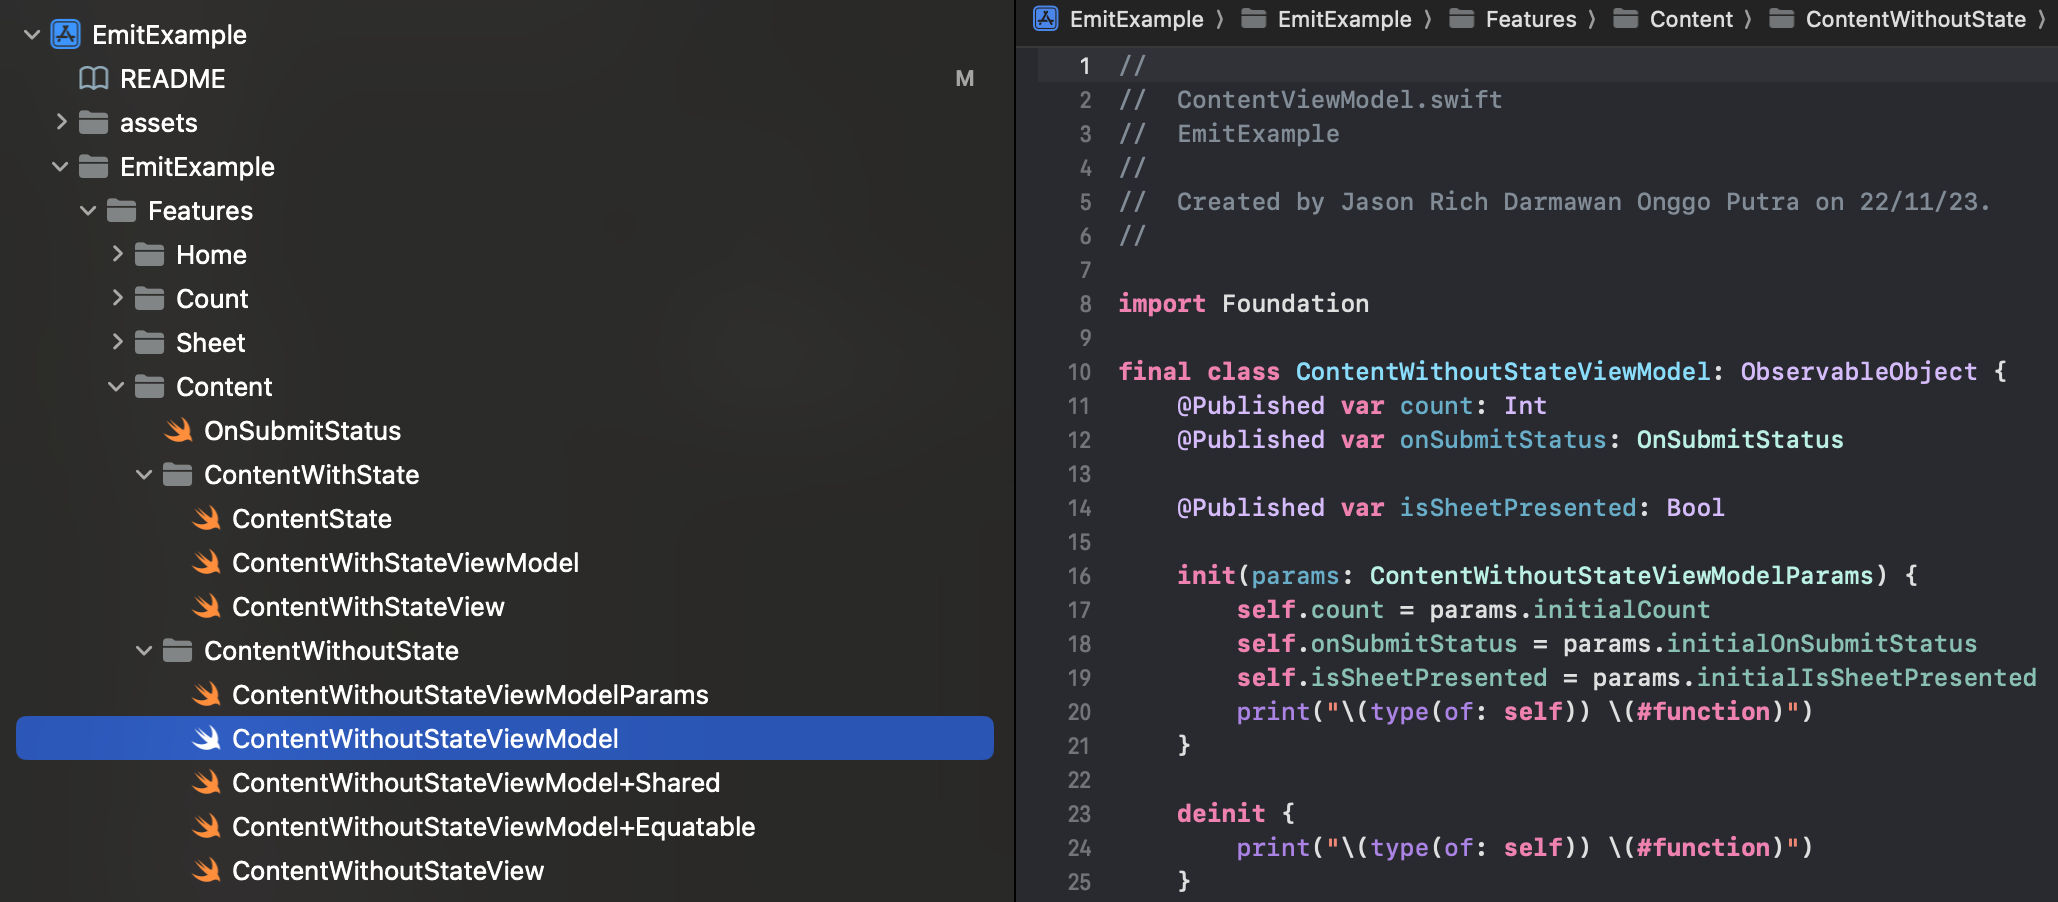 EmitExample
README
M
assets
EmitExample
Features
Home
Count
Sheet
Content
OnSubmitStatus
ContentWithState
ContentState
ContentWithStateViewModel
ContentWithStateView
ContentWithoutState
ContentWithoutStateViewModelParams
ContentWithoutStateViewModel
ContentWithoutStateViewModel+Shared
ContentWithoutStateViewModel+Equatable
ContentWithoutStateView
EmitExample 〉 EmitExample 〉 Features 〉 Content 〉 ContentWithoutState 〉
1 //
2 //  ContentViewModel.swift
3 //  EmitExample
4 //
5 //  Created by Jason Rich Darmawan Onggo Putra on 22/11/23.
6 //
7
8 import Foundation
9
10 final class ContentWithoutStateViewModel: ObservableObject {
11     @Published var count: Int
12     @Published var onSubmitStatus: OnSubmitStatus
13
14     @Published var isSheetPresented: Bool
15
16     init(params: ContentWithoutStateViewModelParams) {
17         self.count = params.initialCount
18         self.onSubmitStatus = params.initialOnSubmitStatus
19         self.isSheetPresented = params.initialIsSheetPresented
20         print("\(type(of: self)) \(#function)")
21     }
22
23     deinit {
24         print("\(type(of: self)) \(#function)")
25     }